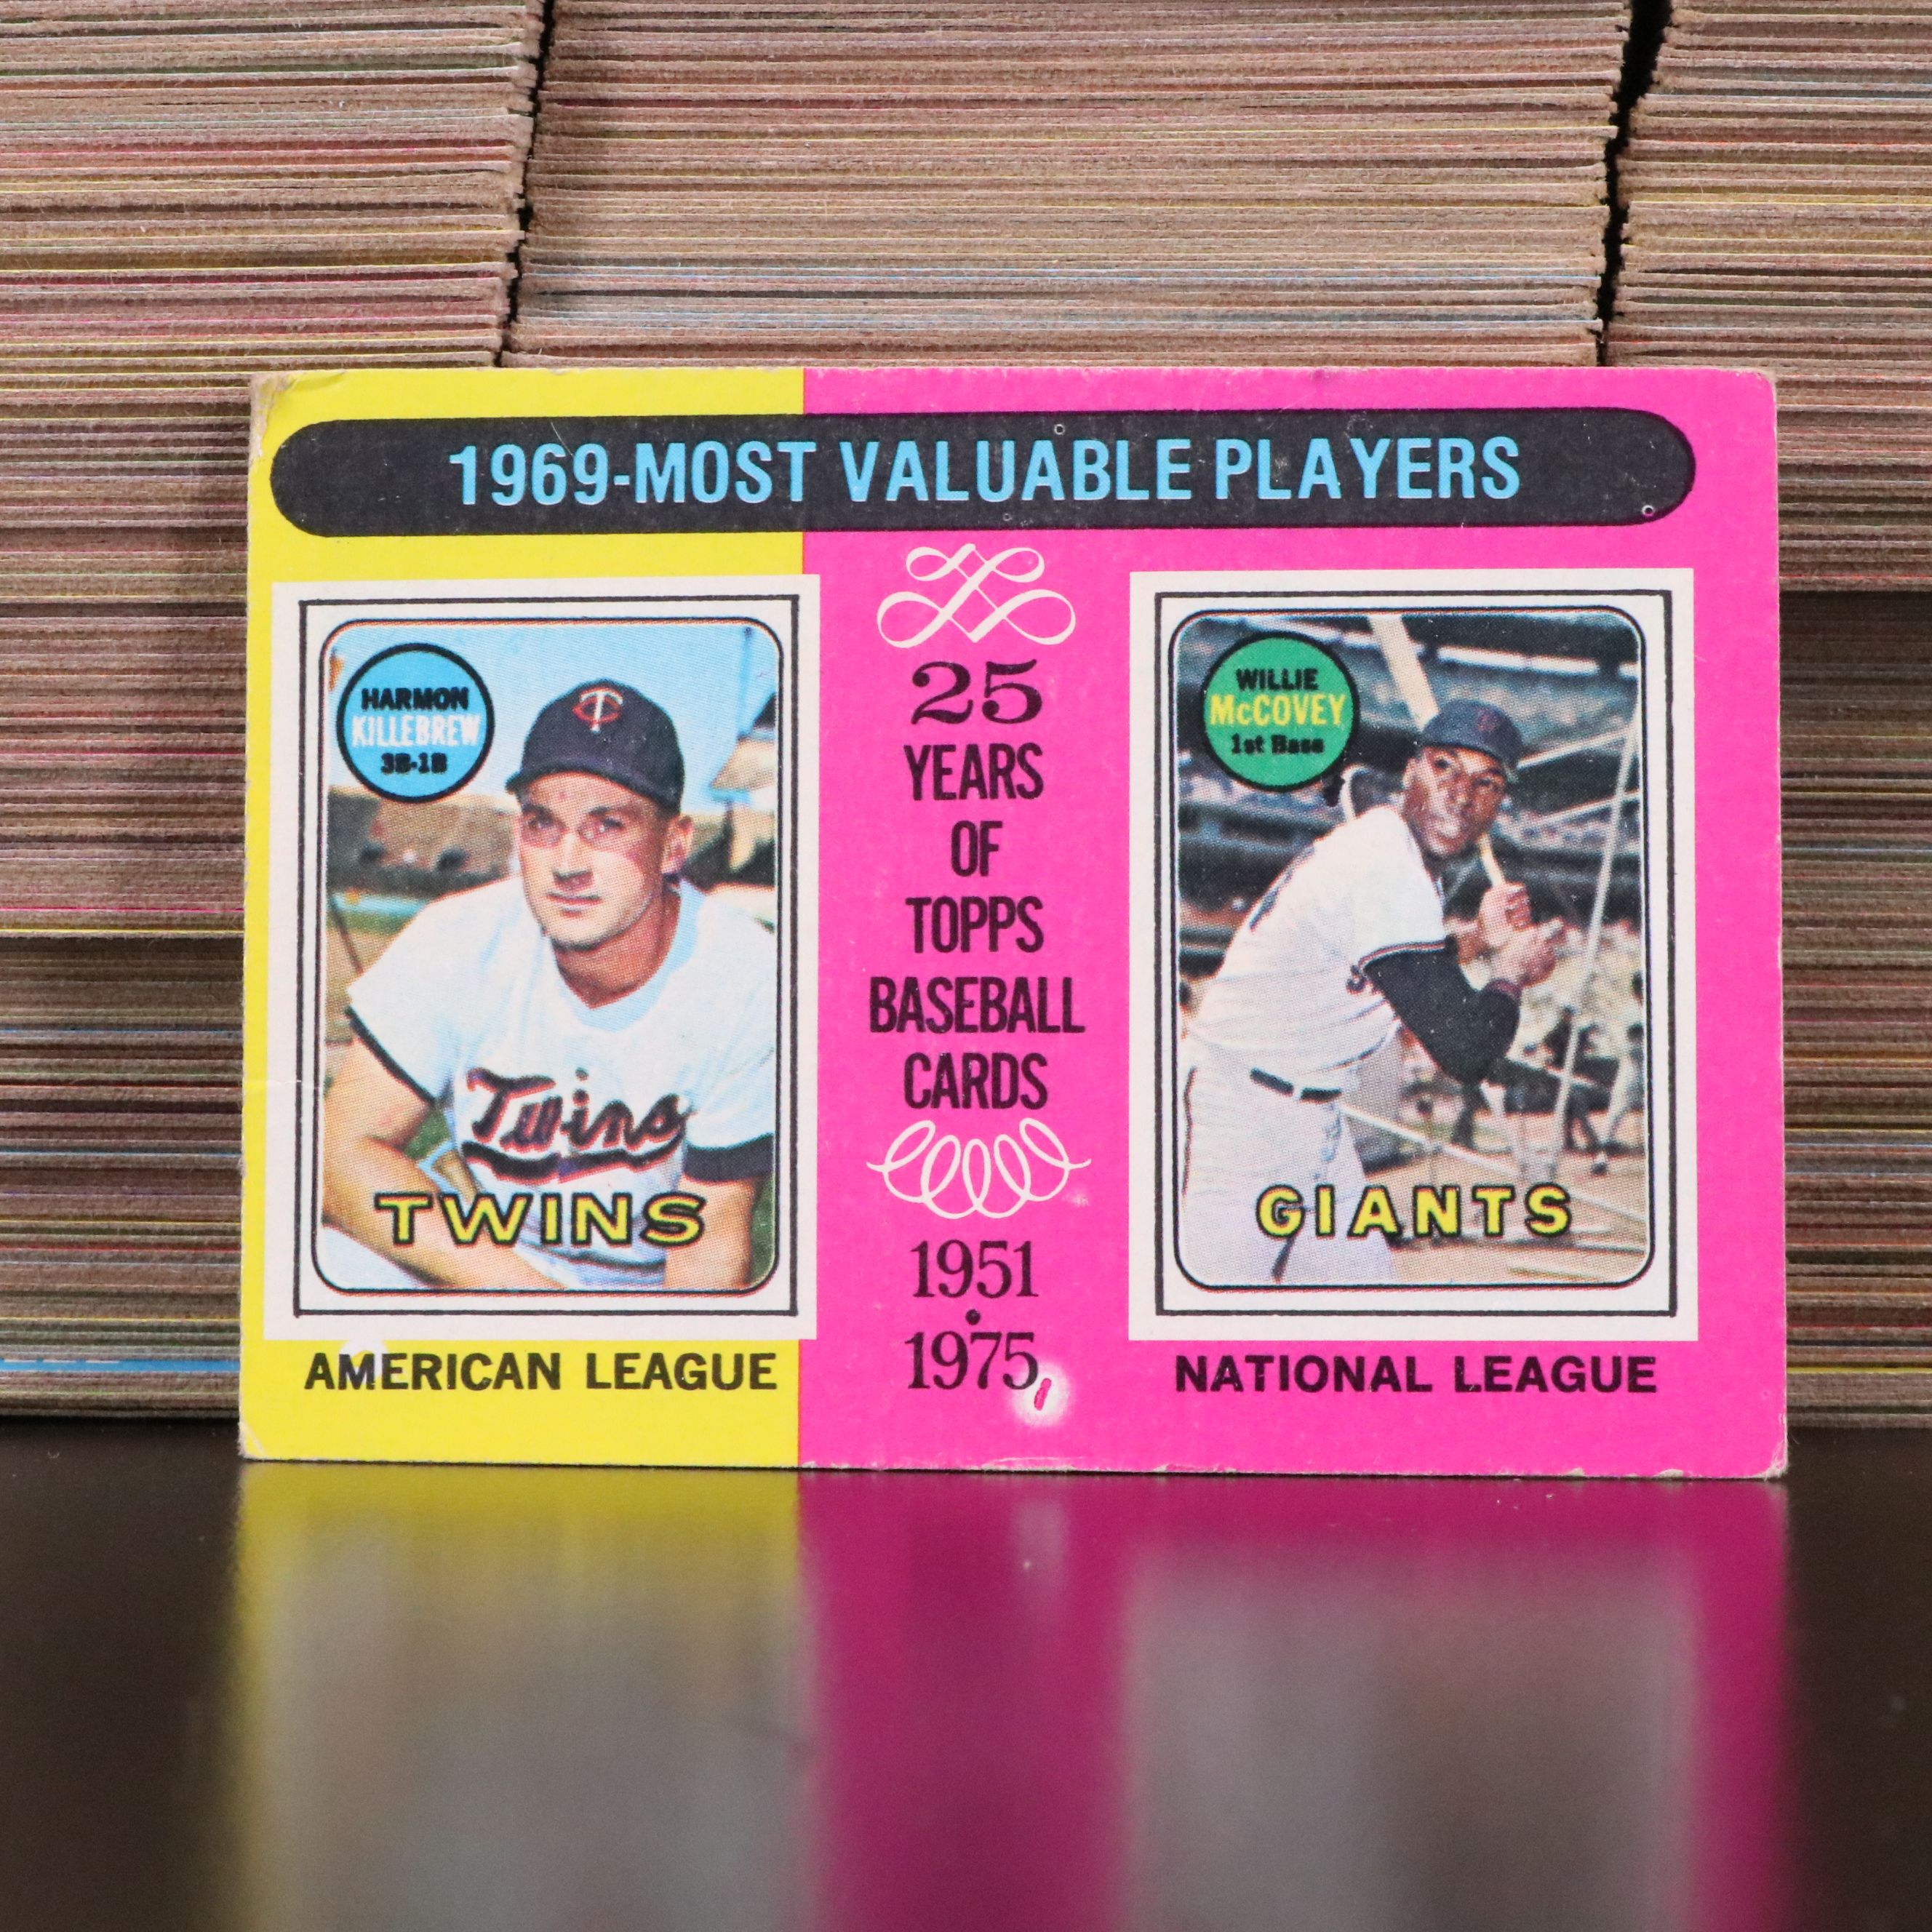 1969-MOST VALUABLE PLAYERS
HARMON
KILLEBREW
3B-1B
Twins
TWINS
AMERICAN LEAGUE
25
YEARS
OF
TOPPS
BASEBALL
CARDS
1951
•
1975
WILLIE
McCOVEY
1st Base
GIANTS
NATIONAL LEAGUE